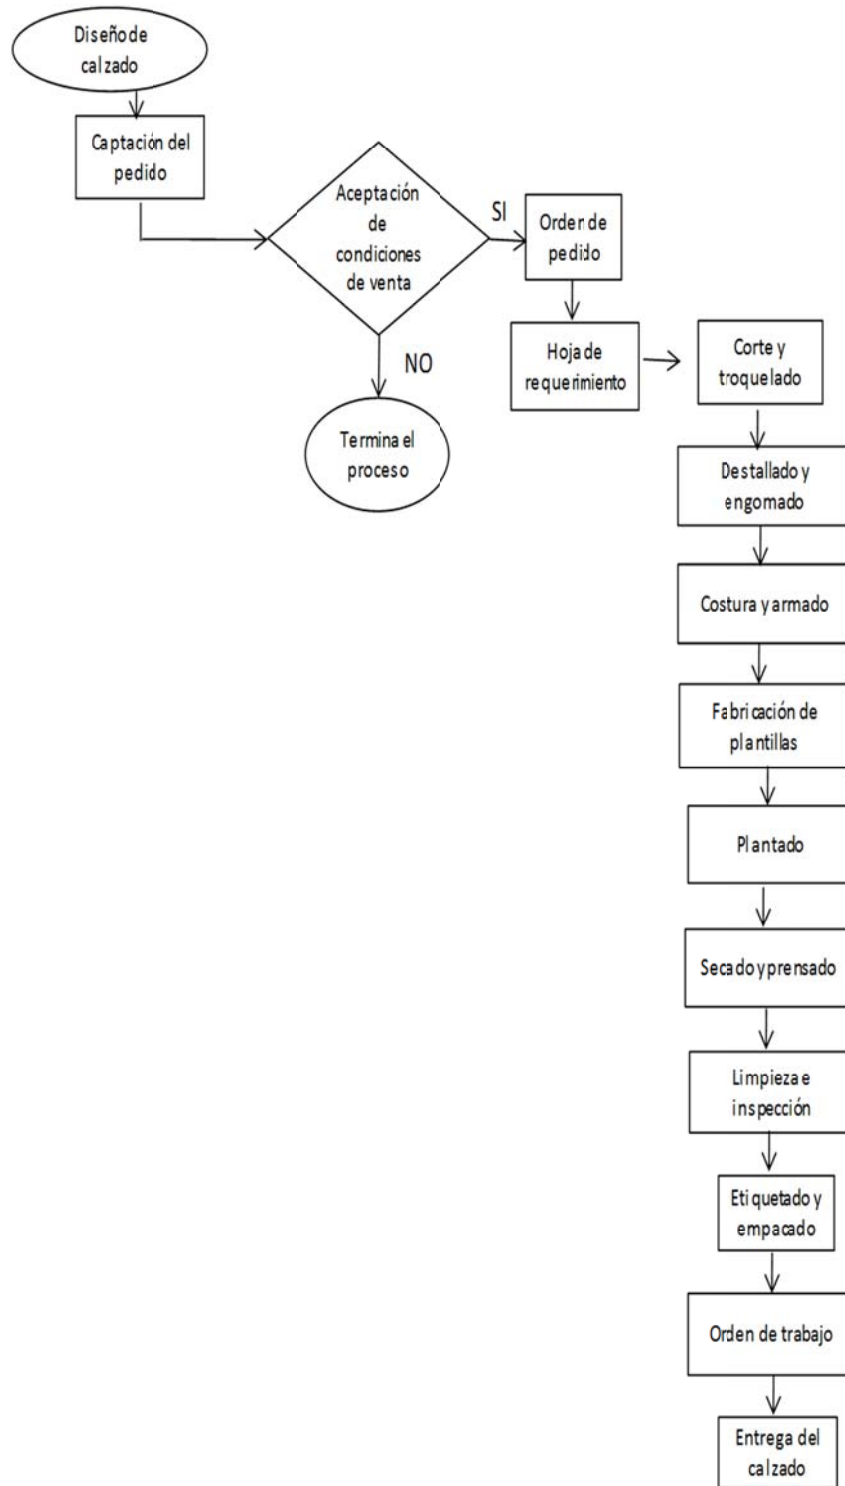 Diseño de
calzado
Captación del
pedido
Aceptación
de
condiciones
de venta
SI
NO
Termina el
proceso
Orden de
pedido
Hoja de
requerimiento
Corte y
troquelado
Destallado y
engomado
Costura y armado
Fabricación de
plantillas
Plantado
Secado y prensado
Limpieza e
inspección
Etiquetado y
empacado
Orden de trabajo
Entrega del
calzado